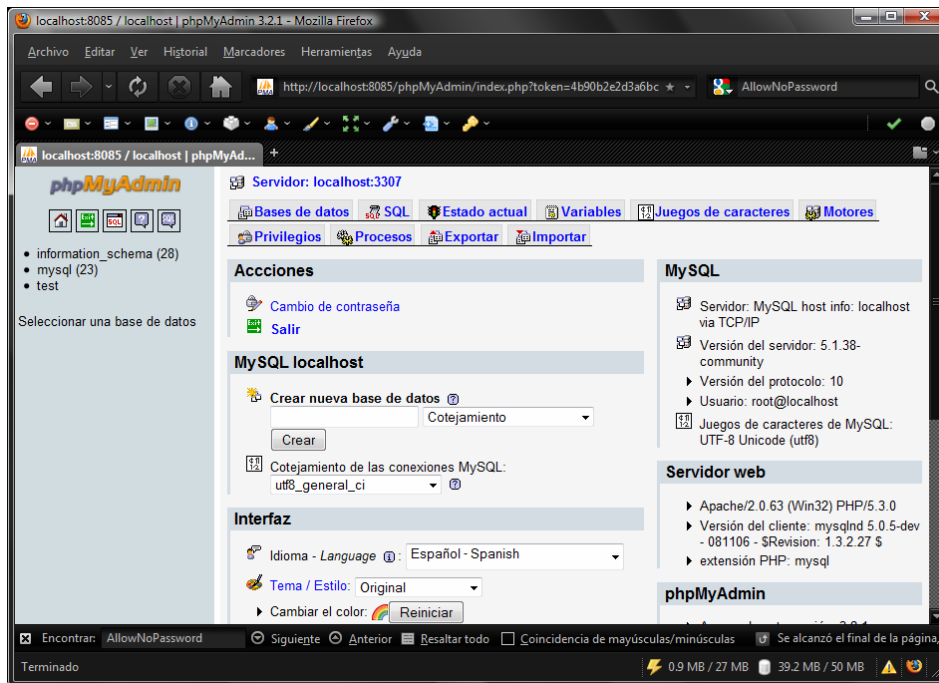 localhost:8085 / localhost | phpMyAdmin 3.2.1 - Mozilla Firefox
Archivo Editar Ver Historial Marcadores Herramientas Ayuda
http://localhost:8085/phpMyAdmin/index.php?token=4b90b2e2d3a6bc
AllowNoPassword
localhost:8085 / localhost | phpMyAd...
phpMyAdmin
information_schema (28)
mysql (23)
test
Seleccionar una base de datos
Servidor: localhost:3307
Bases de datos SQL Estado actual Variables Juegos de caracteres Motores
Privilegios Procesos Exportar Importar
Accciones
Cambio de contraseña
Salir
MySQL localhost
Crear nueva base de datos
Cotejamiento
Crear
Cotejamiento de las conexiones MySQL:
utf8_general_ci
Interfaz
Idioma - Language : Español - Spanish
Tema / Estilo: Original
Cambiar el color: Reiniciar
MySQL
Servidor: MySQL host info: localhost
via TCP/IP
Versión del servidor: 5.1.38-
community
Versión del protocolo: 10
Usuario: root@localhost
Juegos de caracteres de MySQL:
UTF-8 Unicode (utf8)
Servidor web
Apache/2.0.63 (Win32) PHP/5.3.0
Versión del cliente: mysqlnd 5.0.5-dev
- 081106 - $Revision: 1.3.2.27 $
extensión PHP: mysql
phpMyAdmin
Encontrar: AllowNoPassword Siguiente Anterior Resaltar todo Coincidencia de mayúsculas/minúsculas Se alcanzó el final de la página,
Terminado
0.9 MB / 27 MB 39.2 MB / 50 MB